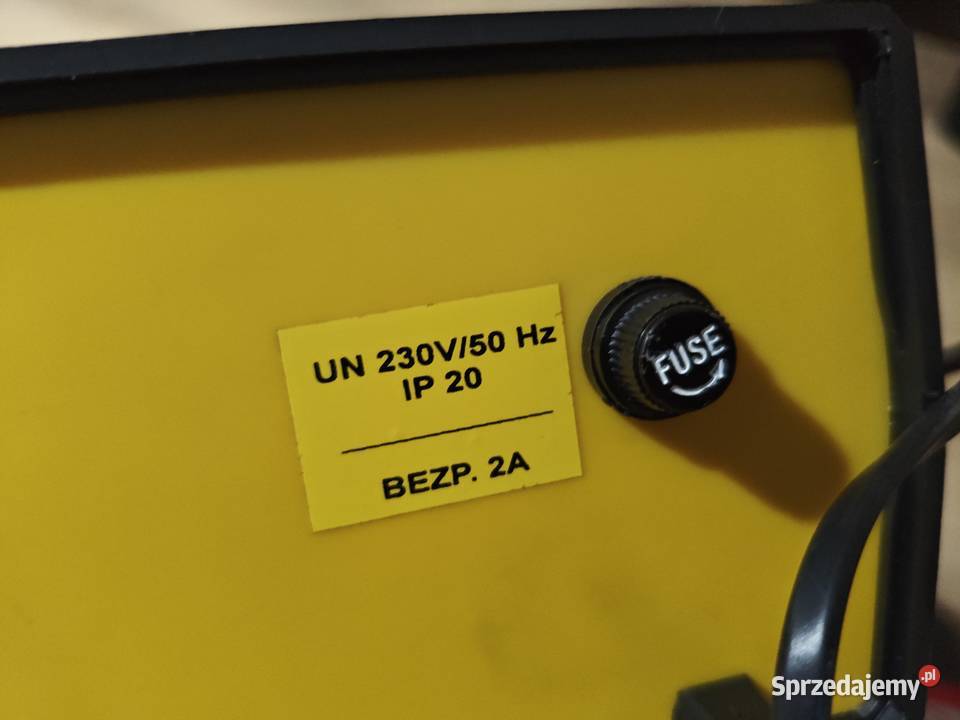 UN 230V/50 Hz
IP 20
BEZP. 2A
FUSE
Sprzedajemy.pl